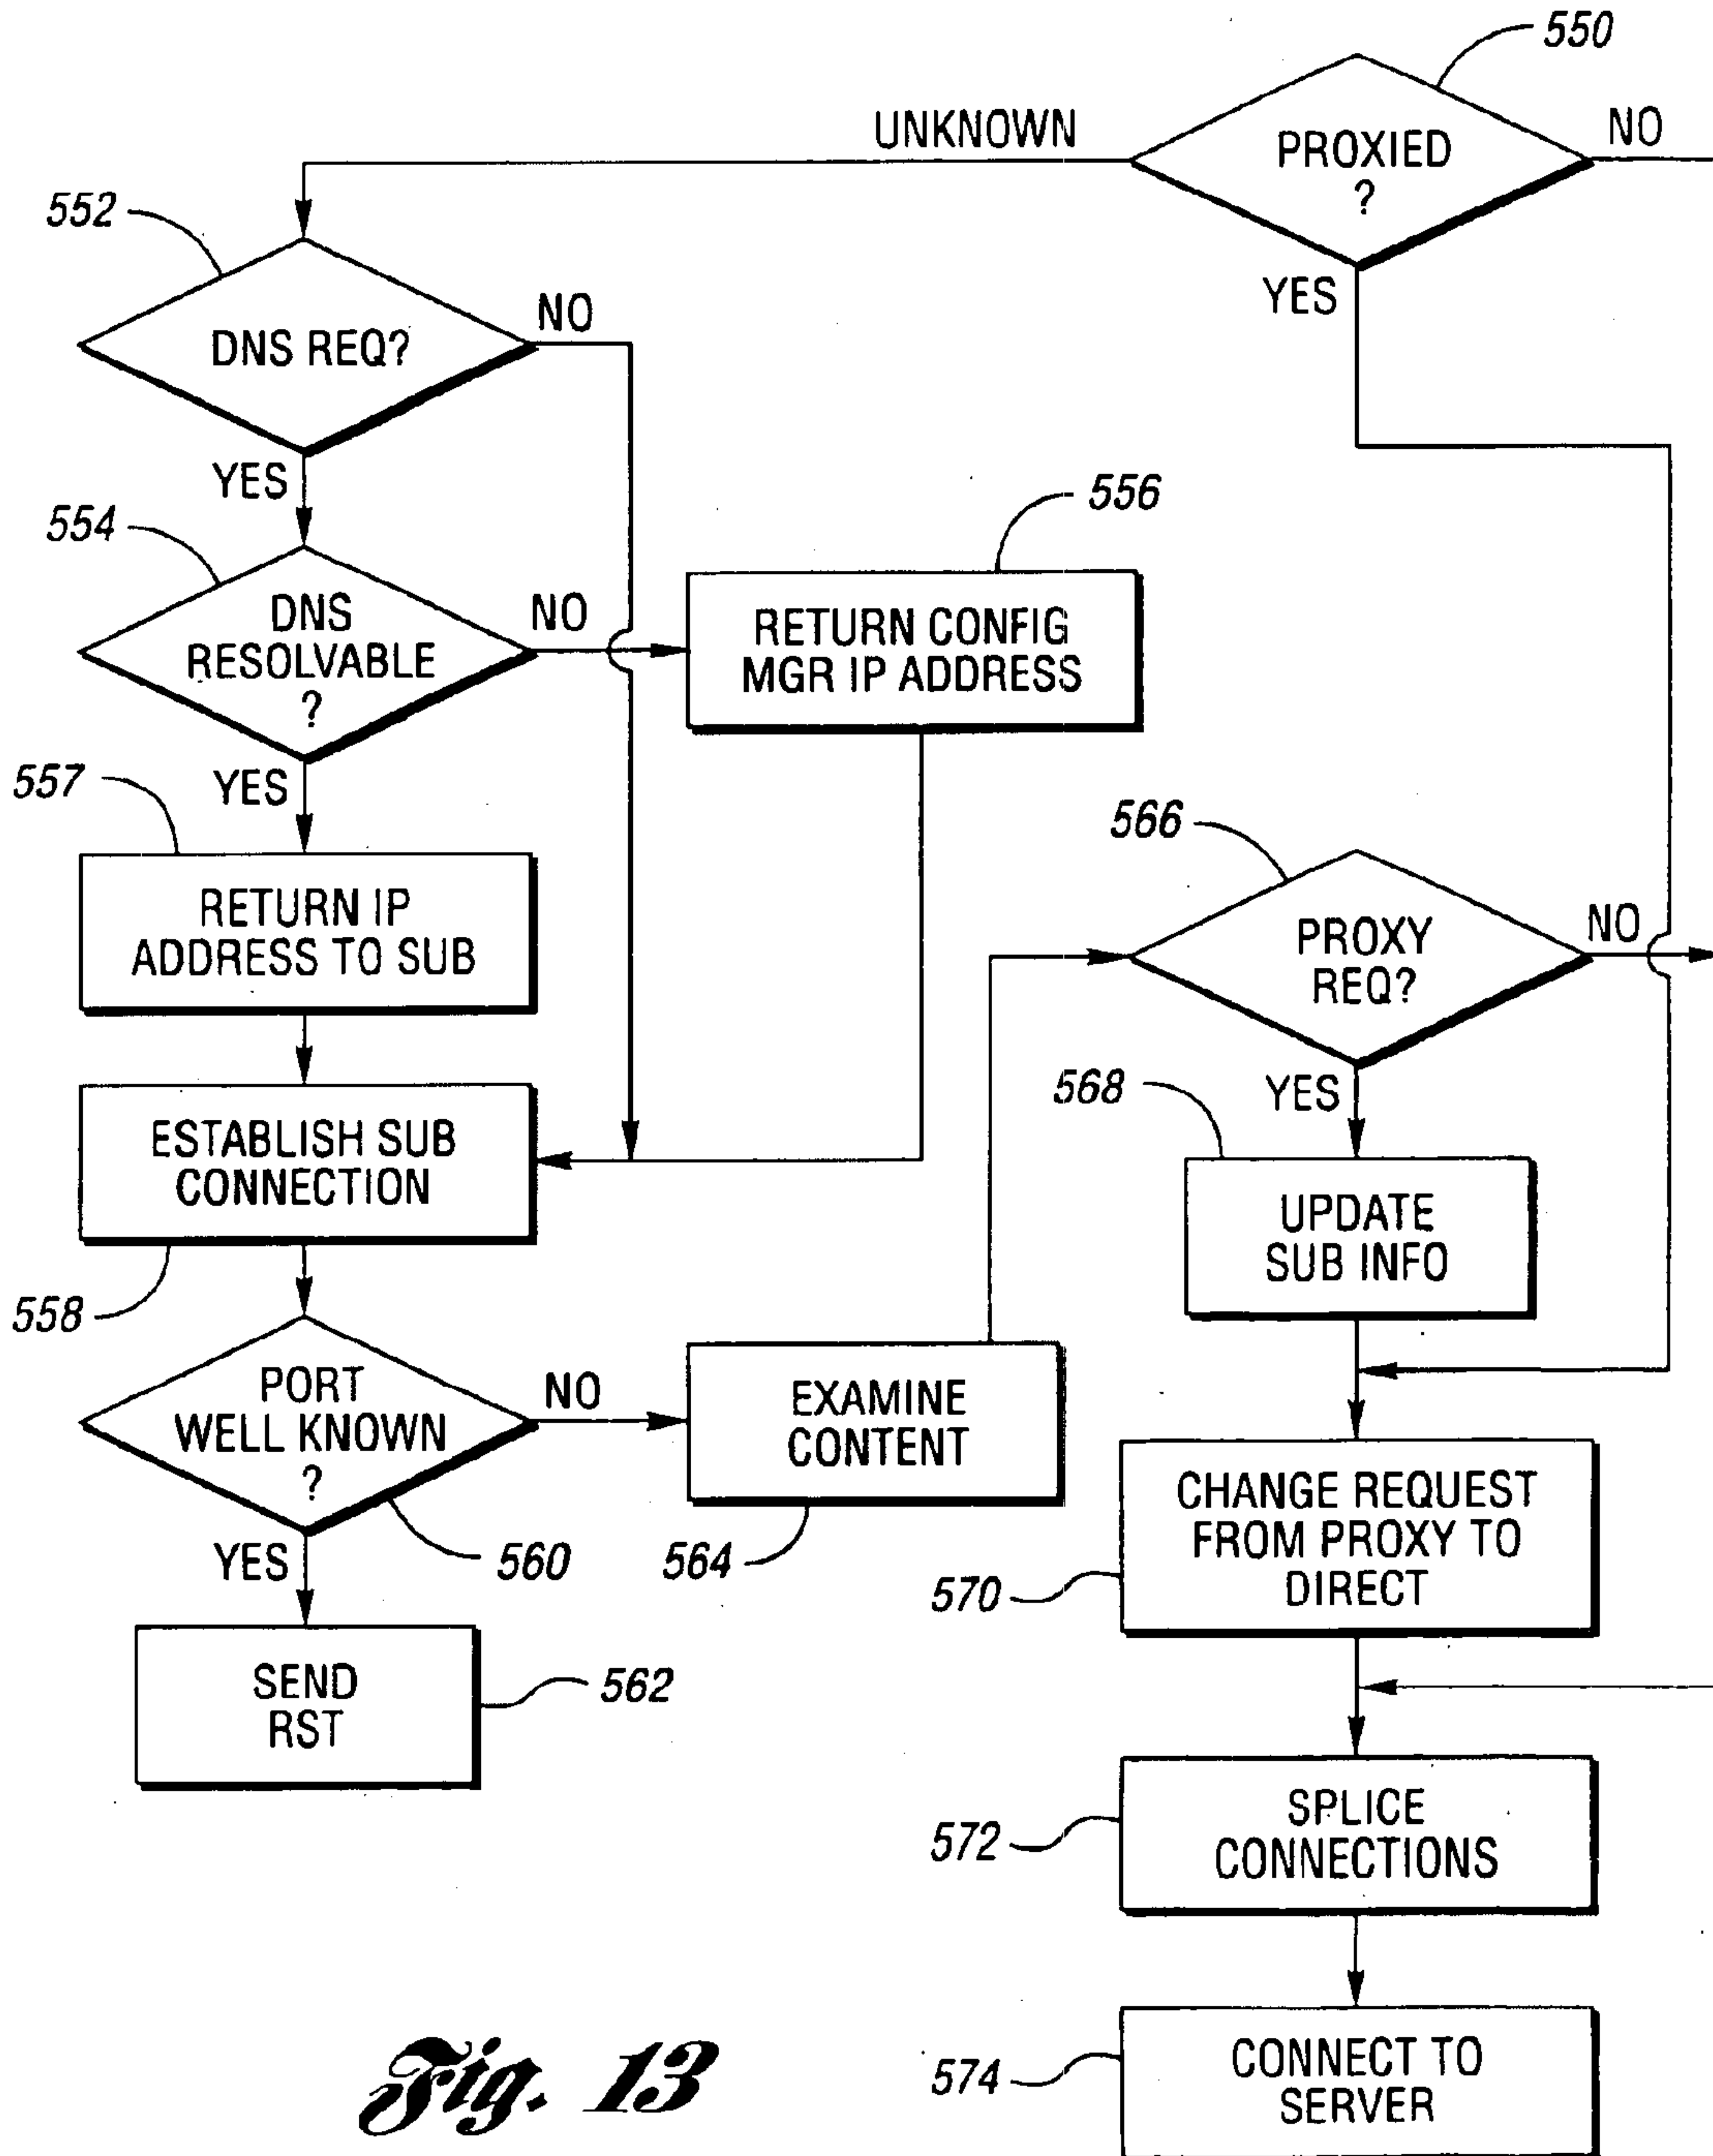 550
UNKNOWN
PROXIED
?
NO
YES
552
DNS REQ?
NO
YES
554
DNS
RESOLVABLE
?
NO
YES
556
RETURN CONFIG
MGR IP ADDRESS
557
RETURN IP
ADDRESS TO SUB
ESTABLISH SUB
CONNECTION
558
PORT
WELL KNOWN
?
NO
YES
560
SEND
RST
562
EXAMINE
CONTENT
564
566
PROXY
REQ?
NO
YES
568
UPDATE
SUB INFO
CHANGE REQUEST
FROM PROXY TO
DIRECT
570
SPLICE
CONNECTIONS
572
CONNECT TO
SERVER
574
Fig. 13